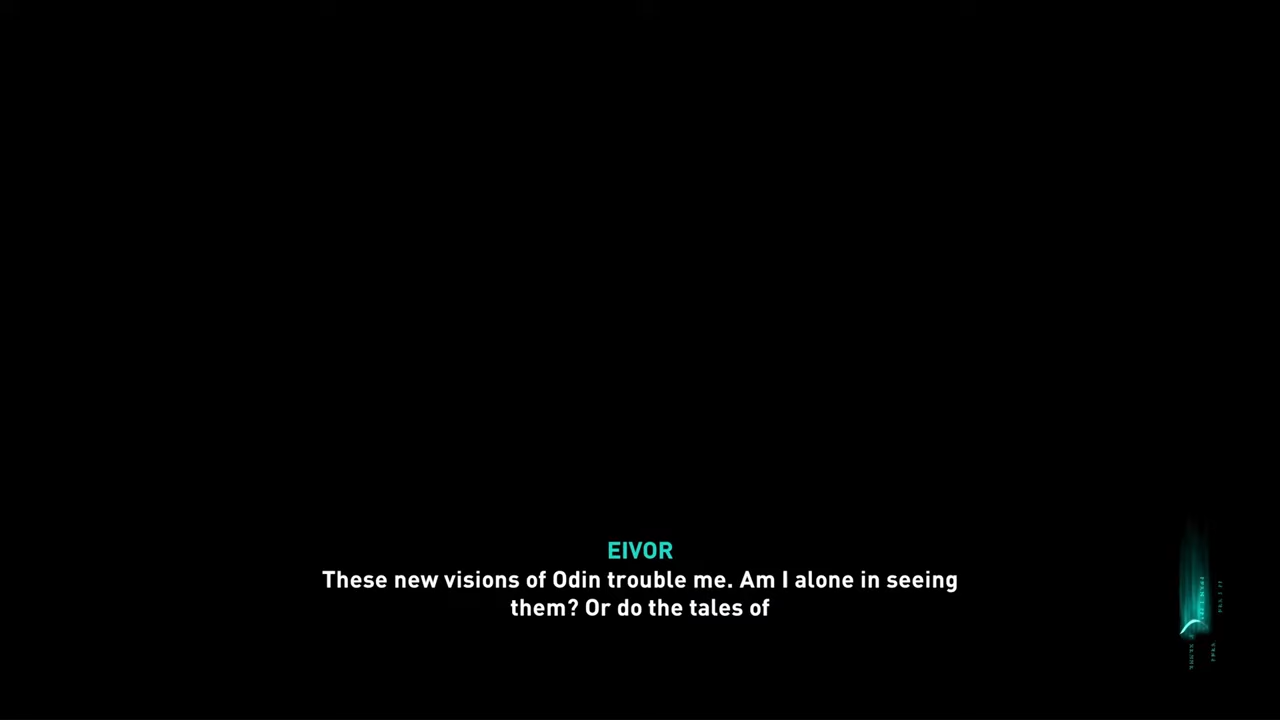 EIVOR
These new visions of Odin trouble me. Am I alone in seeing
them? Or do the tales of